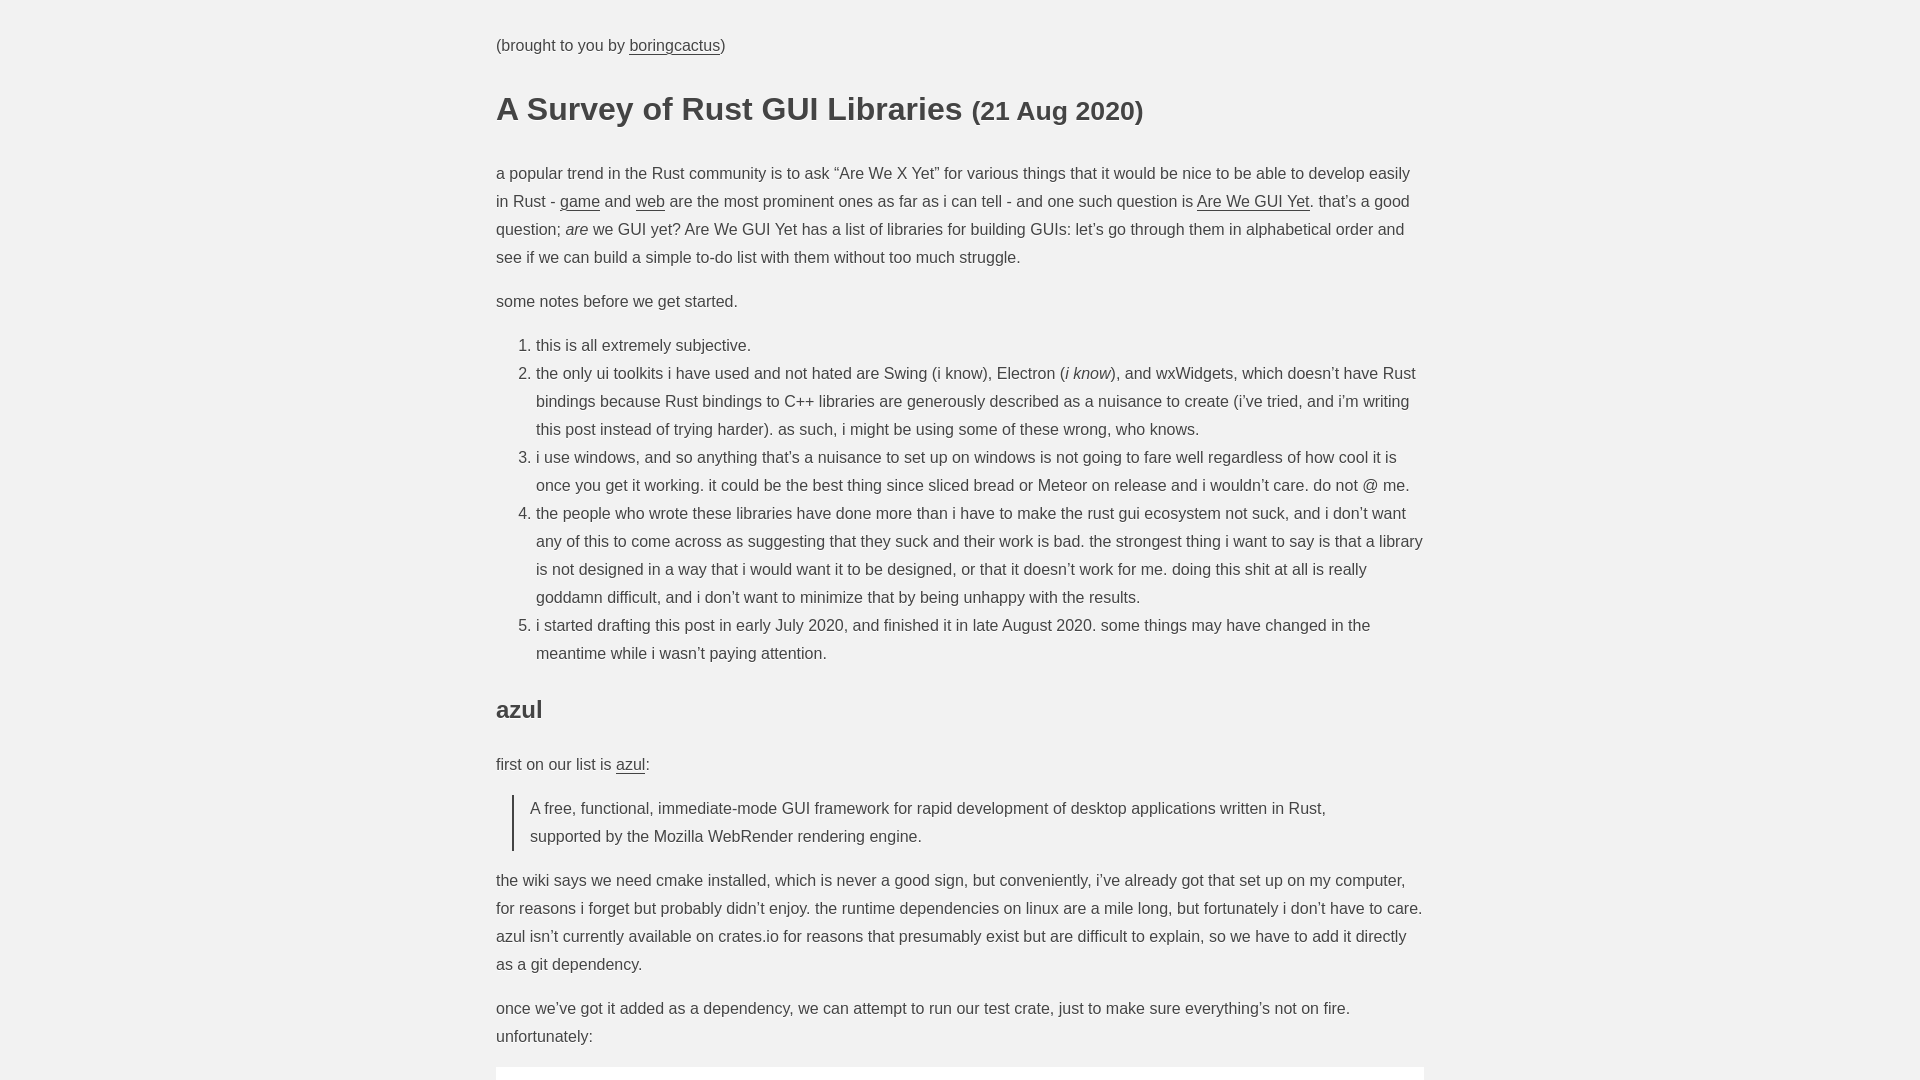 (brought to you by boringcactus)
A Survey of Rust GUI Libraries (21 Aug 2020)
a popular trend in the Rust community is to ask “Are We X Yet” for various things that it would be nice to be able to develop easily
in Rust - game and web are the most prominent ones as far as i can tell - and one such question is Are We GUI Yet. that’s a good
question; are we GUI yet? Are We GUI Yet has a list of libraries for building GUIs: let’s go through them in alphabetical order and
see if we can build a simple to-do list with them without too much struggle.
some notes before we get started.
1. this is all extremely subjective.
2. the only ui toolkits i have used and not hated are Swing (i know), Electron (i know), and wxWidgets, which doesn’t have Rust
bindings because Rust bindings to C++ libraries are generously described as a nuisance to create (i’ve tried, and i’m writing
this post instead of trying harder). as such, i might be using some of these wrong, who knows.
3. i use windows, and so anything that’s a nuisance to set up on windows is not going to fare well regardless of how cool it is
once you get it working. it could be the best thing since sliced bread or Meteor on release and i wouldn’t care. do not @ me.
4. the people who wrote these libraries have done more than i have to make the rust gui ecosystem not suck, and i don’t want
any of this to come across as suggesting that they suck and their work is bad. the strongest thing i want to say is that a library
is not designed in a way that i would want it to be designed, or that it doesn’t work for me. doing this shit at all is really
goddamn difficult, and i don’t want to minimize that by being unhappy with the results.
5. i started drafting this post in early July 2020, and finished it in late August 2020. some things may have changed in the
meantime while i wasn’t paying attention.
azul
first on our list is azul:
A free, functional, immediate-mode GUI framework for rapid development of desktop applications written in Rust,
supported by the Mozilla WebRender rendering engine.
the wiki says we need cmake installed, which is never a good sign, but conveniently, i’ve already got that set up on my computer,
for reasons i forget but probably didn’t enjoy. the runtime dependencies on linux are a mile long, but fortunately i don’t have to care.
azul isn’t currently available on crates.io for reasons that presumably exist but are difficult to explain, so we have to add it directly
as a git dependency.
once we’ve got it added as a dependency, we can attempt to run our test crate, just to make sure everything’s not on fire.
unfortunately: